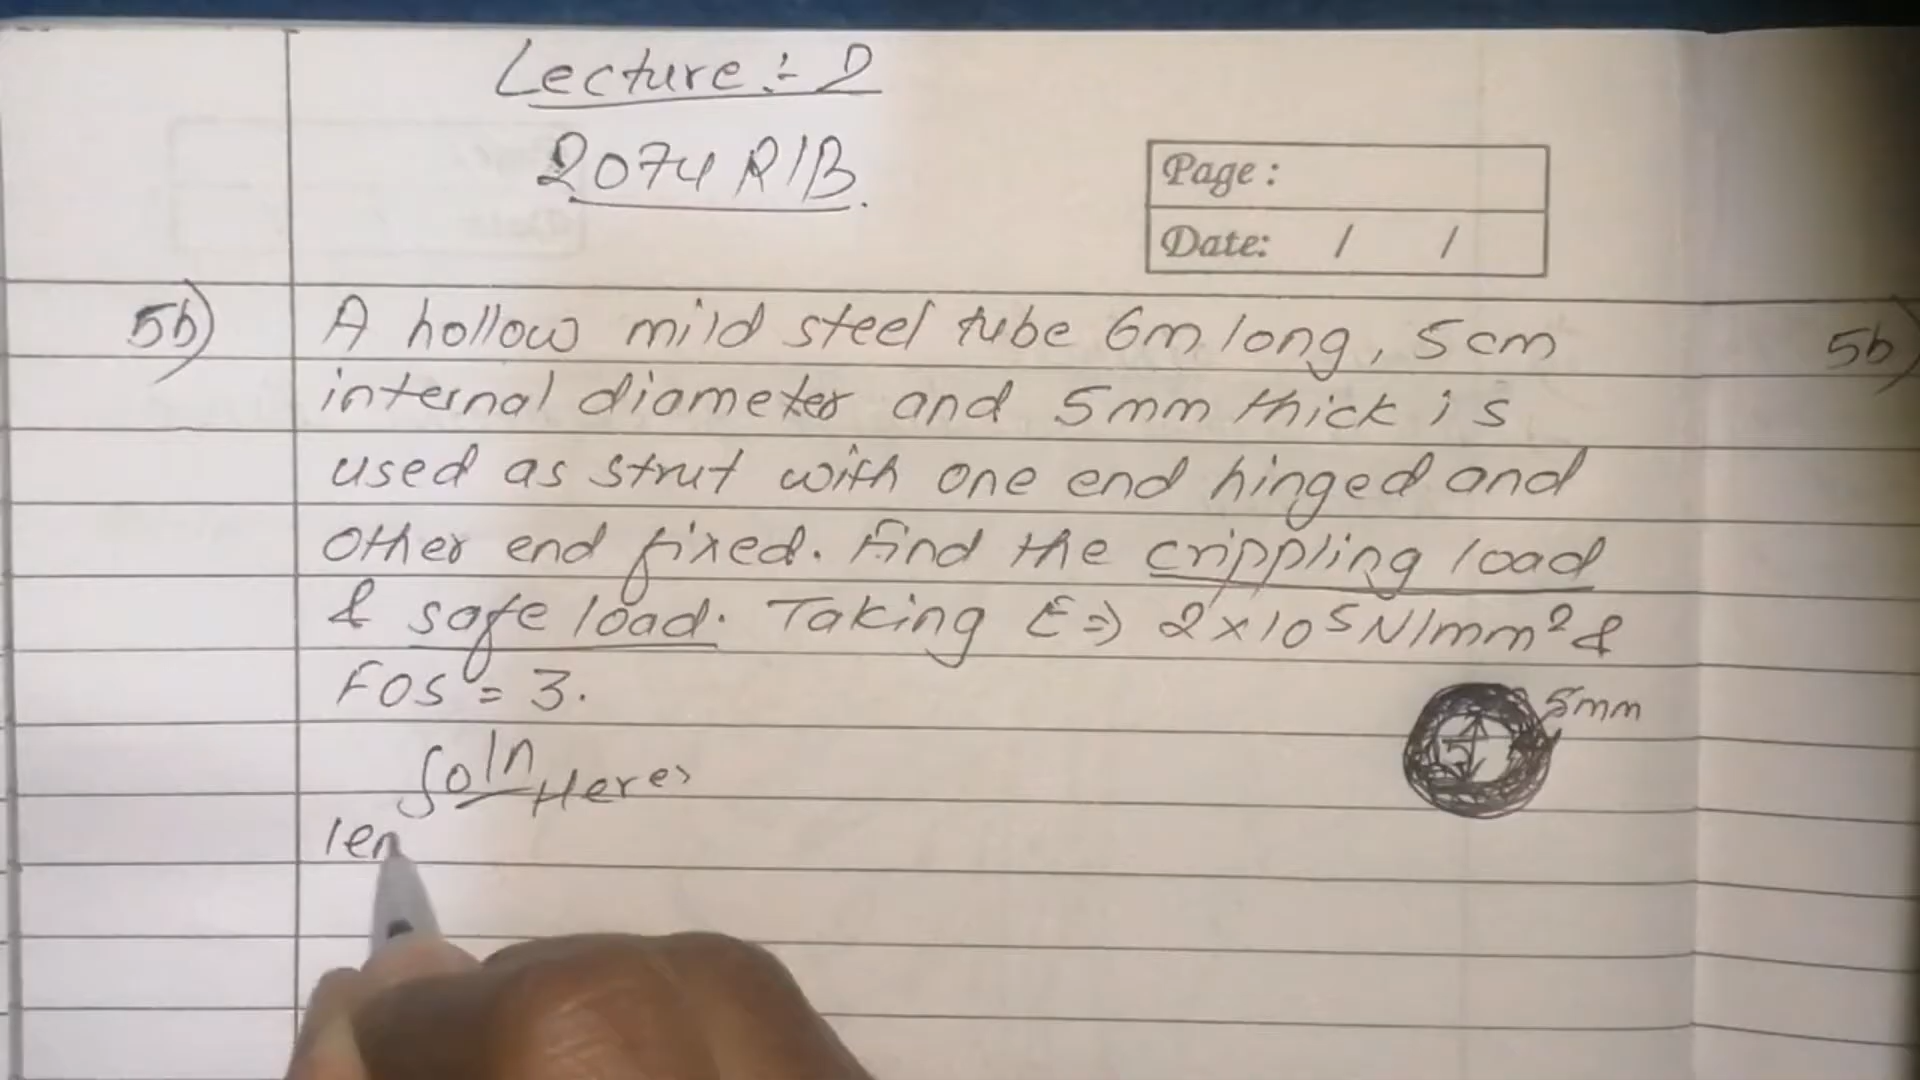 Lecture :- 2
2074 R/B.
Page :
Date: / /
5b) A hollow mild steel tube 6m long, 5cm
internal diameter and 5mm thick is
used as strut with one end hinged and
other end fixed. Find the crippling load
& safe load. Taking E => 2x10⁵ N/mm² &
FOS = 3.
5mm
5
Soln Here,
len
5b)